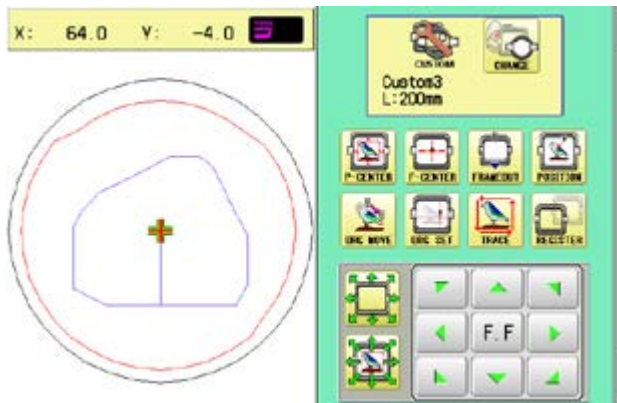 X: 64.0 Y: -4.0
CUSTOM CHANGE
Custom3
L:200mm
P-CENTER F-CENTER FRAMEOUT POSITION
ORG MOVE ORG SET TRACE REGISTER
F.F